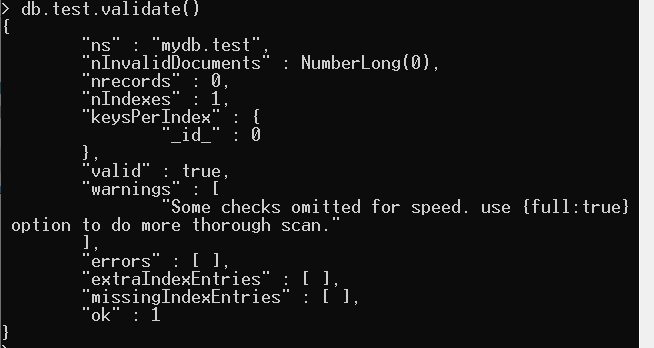 > db.test.validate()
{
        "ns" : "mydb.test",
        "nInvalidDocuments" : NumberLong(0),
        "nrecords" : 0,
        "nIndexes" : 1,
        "keysPerIndex" : {
                "_id_" : 0
        },
        "valid" : true,
        "warnings" : [
                "Some checks omitted for speed. use {full:true}
 option to do more thorough scan."
        ],
        "errors" : [ ],
        "extraIndexEntries" : [ ],
        "missingIndexEntries" : [ ],
        "ok" : 1
}
>